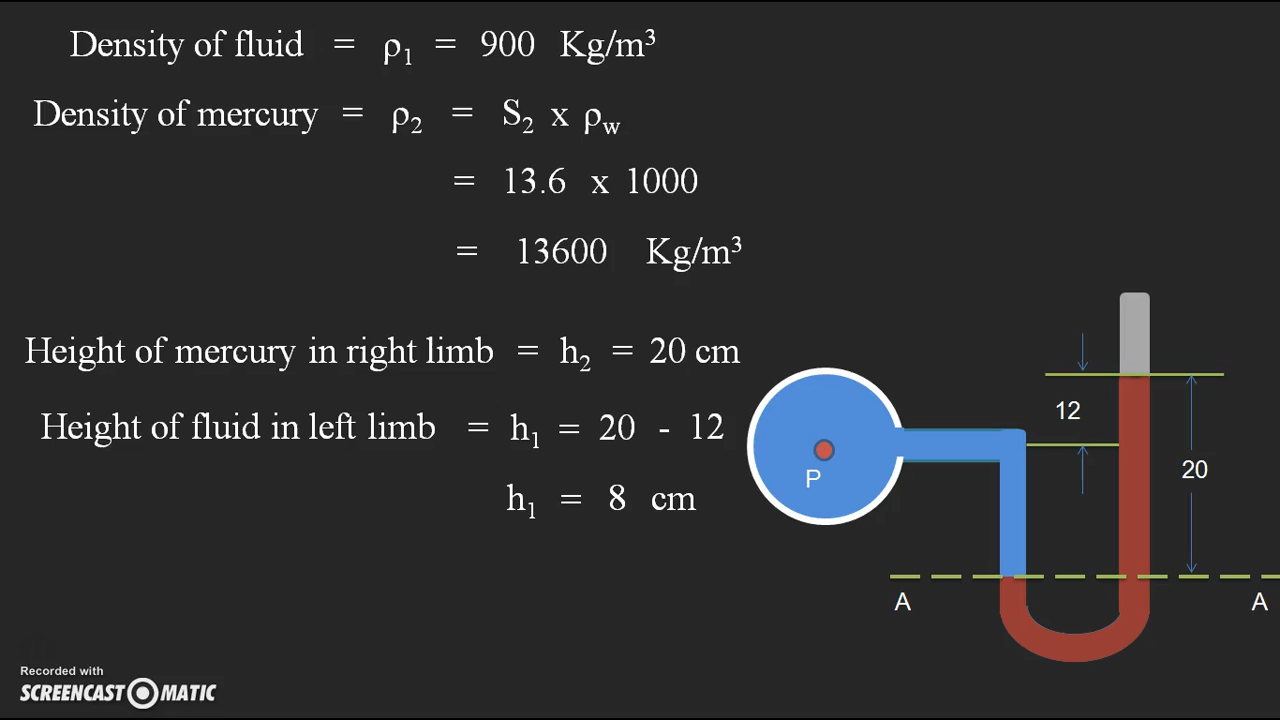 Density of fluid = ρ₁ = 900 Kg/m³
Density of mercury = ρ₂ = S₂ x ρw
= 13.6 x 1000
= 13600 Kg/m³
Height of mercury in right limb = h₂ = 20 cm
Height of fluid in left limb = h₁ = 20 - 12
h₁ = 8 cm
12
20
P
A
A
Recorded with
SCREENCAST MATIC